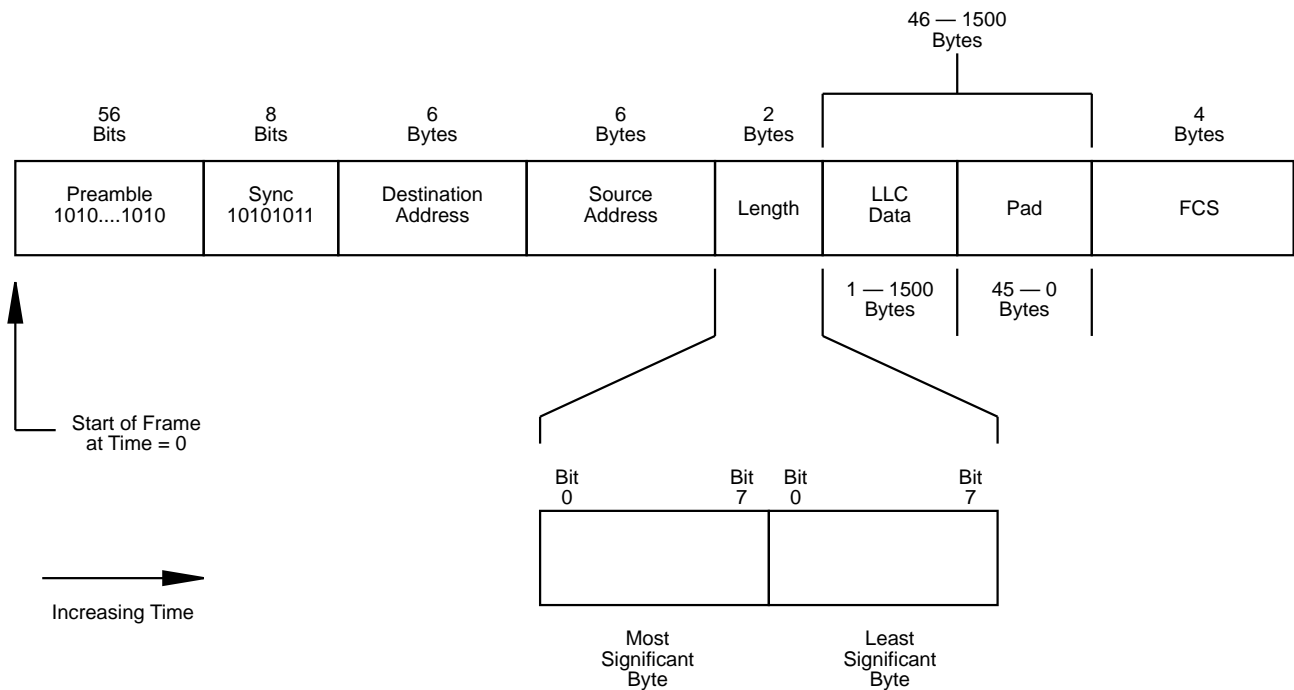 46 — 1500
Bytes
56
Bits
8
Bits
6
Bytes
6
Bytes
2
Bytes
4
Bytes
Preamble
1010....1010
Sync
10101011
Destination
Address
Source
Address
Length
LLC
Data
Pad
FCS
1 — 1500
Bytes
45 — 0
Bytes
Start of Frame
at Time = 0
Bit
0
Bit
7
Bit
0
Bit
7
Increasing Time
Most
Significant
Byte
Least
Significant
Byte